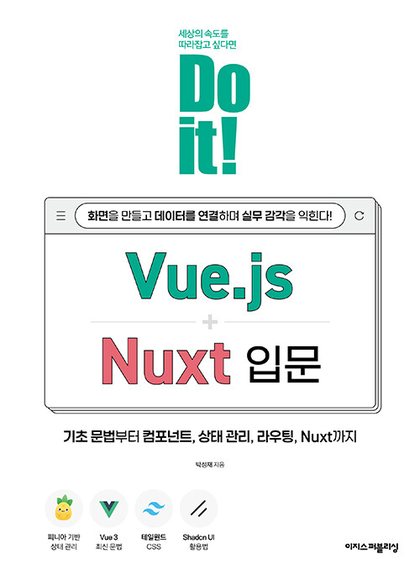 세상의 속도를
따라잡고 싶다면
Do
it!
화면을 만들고 데이터를 연결하며 실무 감각을 익힌다!
Vue.js
+
Nuxt 입문
기초 문법부터 컴포넌트, 상태 관리, 라우팅, Nuxt까지
박성재 지음
피니아 기반
상태 관리
Vue 3
최신 문법
테일윈드
CSS
Shadcn UI
활용법
이지스퍼블리싱